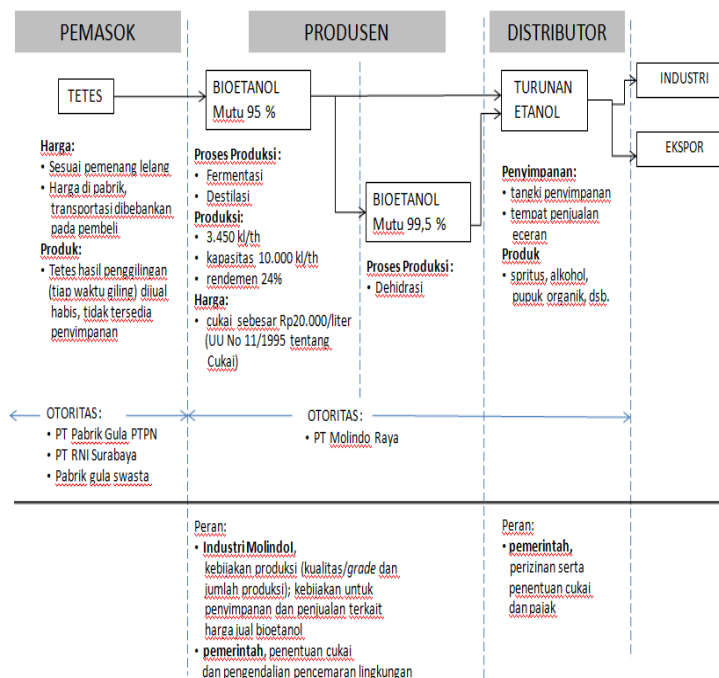 PEMASOK
PRODUSEN
DISTRIBUTOR
TETES
BIOETANOL
Mutu 95 %
TURUNAN
ETANOL
INDUSTRI
EKSPOR
BIOETANOL
Mutu 99,5 %
Harga:
• Sesuai pemenang lelang
• Harga di pabrik,
transportasi dibebankan
pada pembeli
Produk:
• Tetes hasil penggilingan
(tiap waktu giling) dijual
habis, tidak tersedia
penyimpanan
Proses Produksi:
• Fermentasi
• Destilasi
Produksi:
• 3.450 kl/th
• kapasitas 10.000 kl/th
• rendemen 24%
Harga:
• cukai sebesar Rp20.000/liter
(UU No 11/1995 tentang
Cukai)
Proses Produksi:
• Dehidrasi
Penyimpanan:
• tangki penyimpanan
• tempat penjualan
eceran
Produk
• spritus, alkohol,
pupuk organik, dsb.
OTORITAS:
• PT Pabrik Gula PTPN
• PT RNI Surabaya
• Pabrik gula swasta
OTORITAS:
• PT Molindo Raya
Peran:
• Industri Molindol,
kebijakan produksi (kualitas/grade dan
jumlah produksi); kebijakan untuk
penyimpanan dan penjualan terkait
harga jual bioetanol
• pemerintah, penentuan cukai
dan pengendalian pencemaran lingkungan
Peran:
• pemerintah,
perizinan serta
penentuan cukai
dan pajak